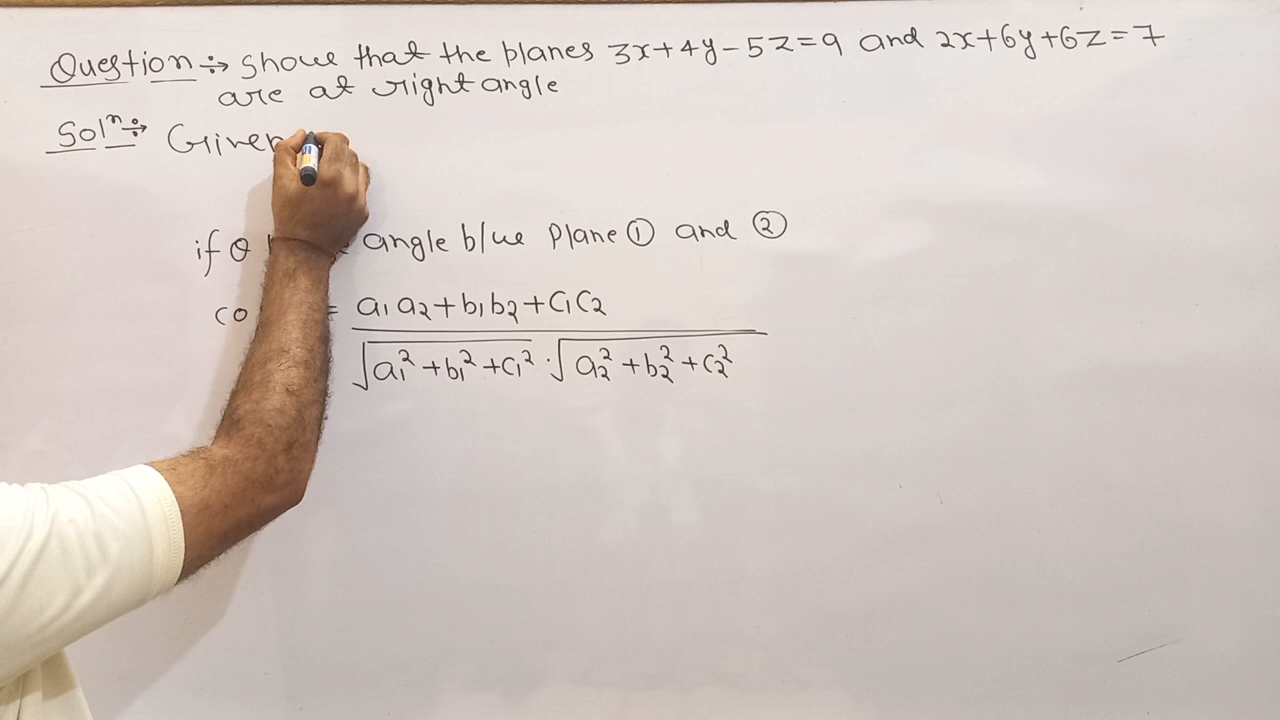 Question :→ Show that the planes 3x+4y-5z=9 and 2x+6y+6z=7
are at right angle
Solⁿ :→ Given
if θ angle b/ue Plane ① and ②
co = a₁a₂+b₁b₂+c₁c₂
√a₁²+b₁²+c₁² · √a₂²+b₂²+c₂²